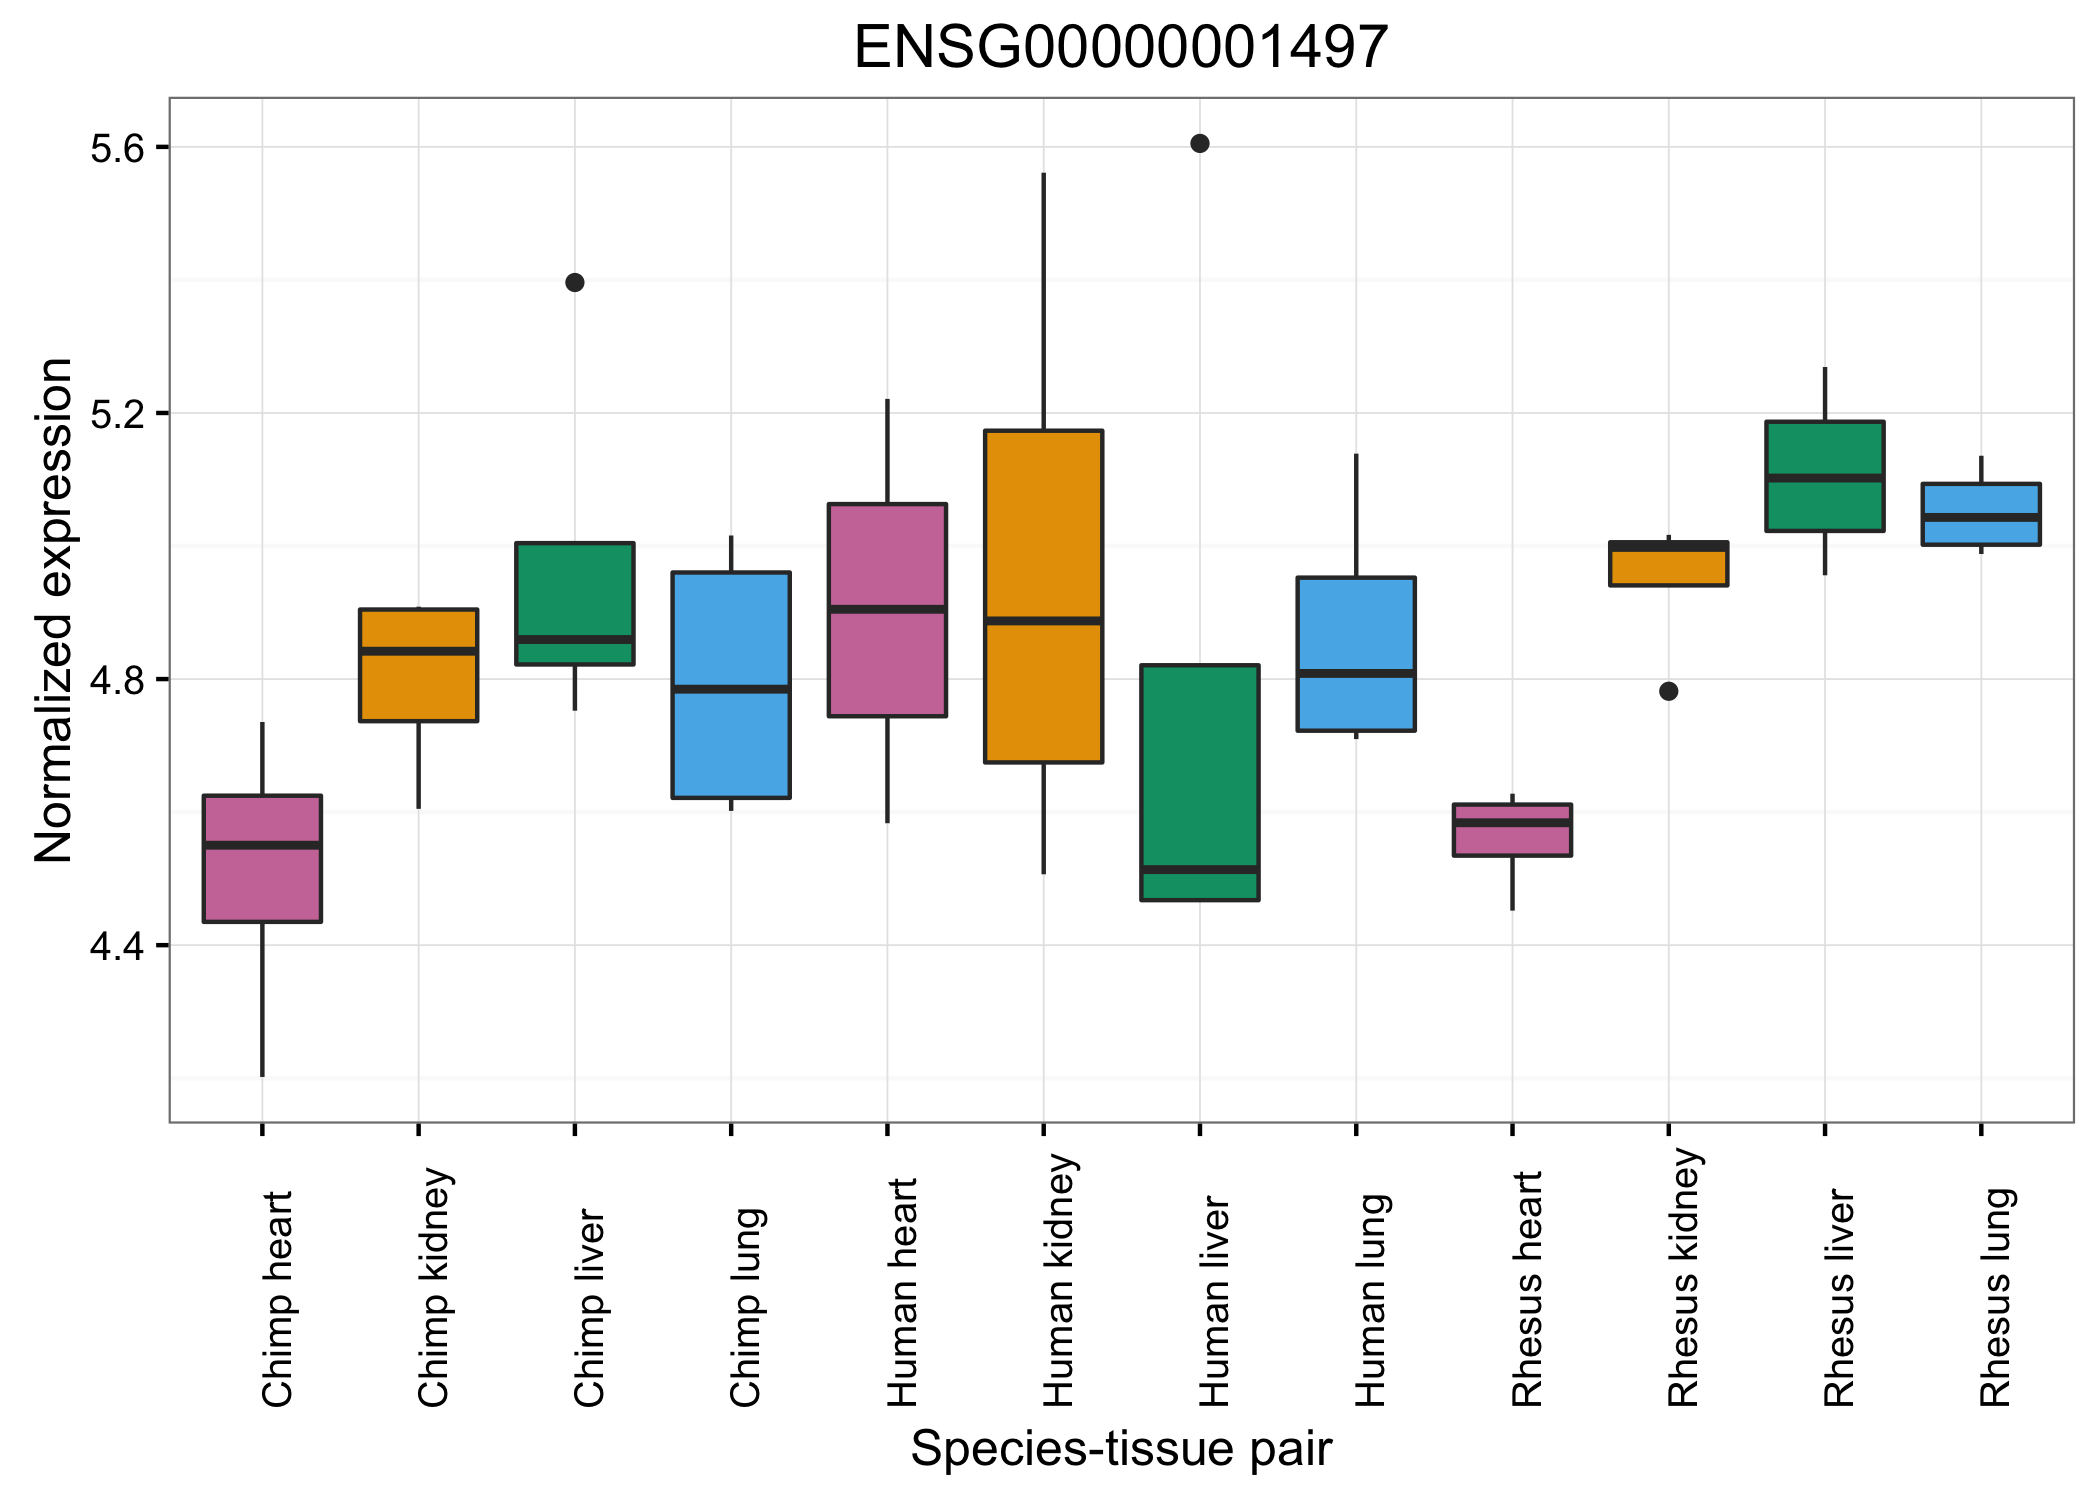 ENSG00000001497
Normalized expression
5.6
5.2
4.8
4.4
Chimp heart
Chimp kidney
Chimp liver
Chimp lung
Human heart
Human kidney
Human liver
Human lung
Rhesus heart
Rhesus kidney
Rhesus liver
Rhesus lung
Species-tissue pair